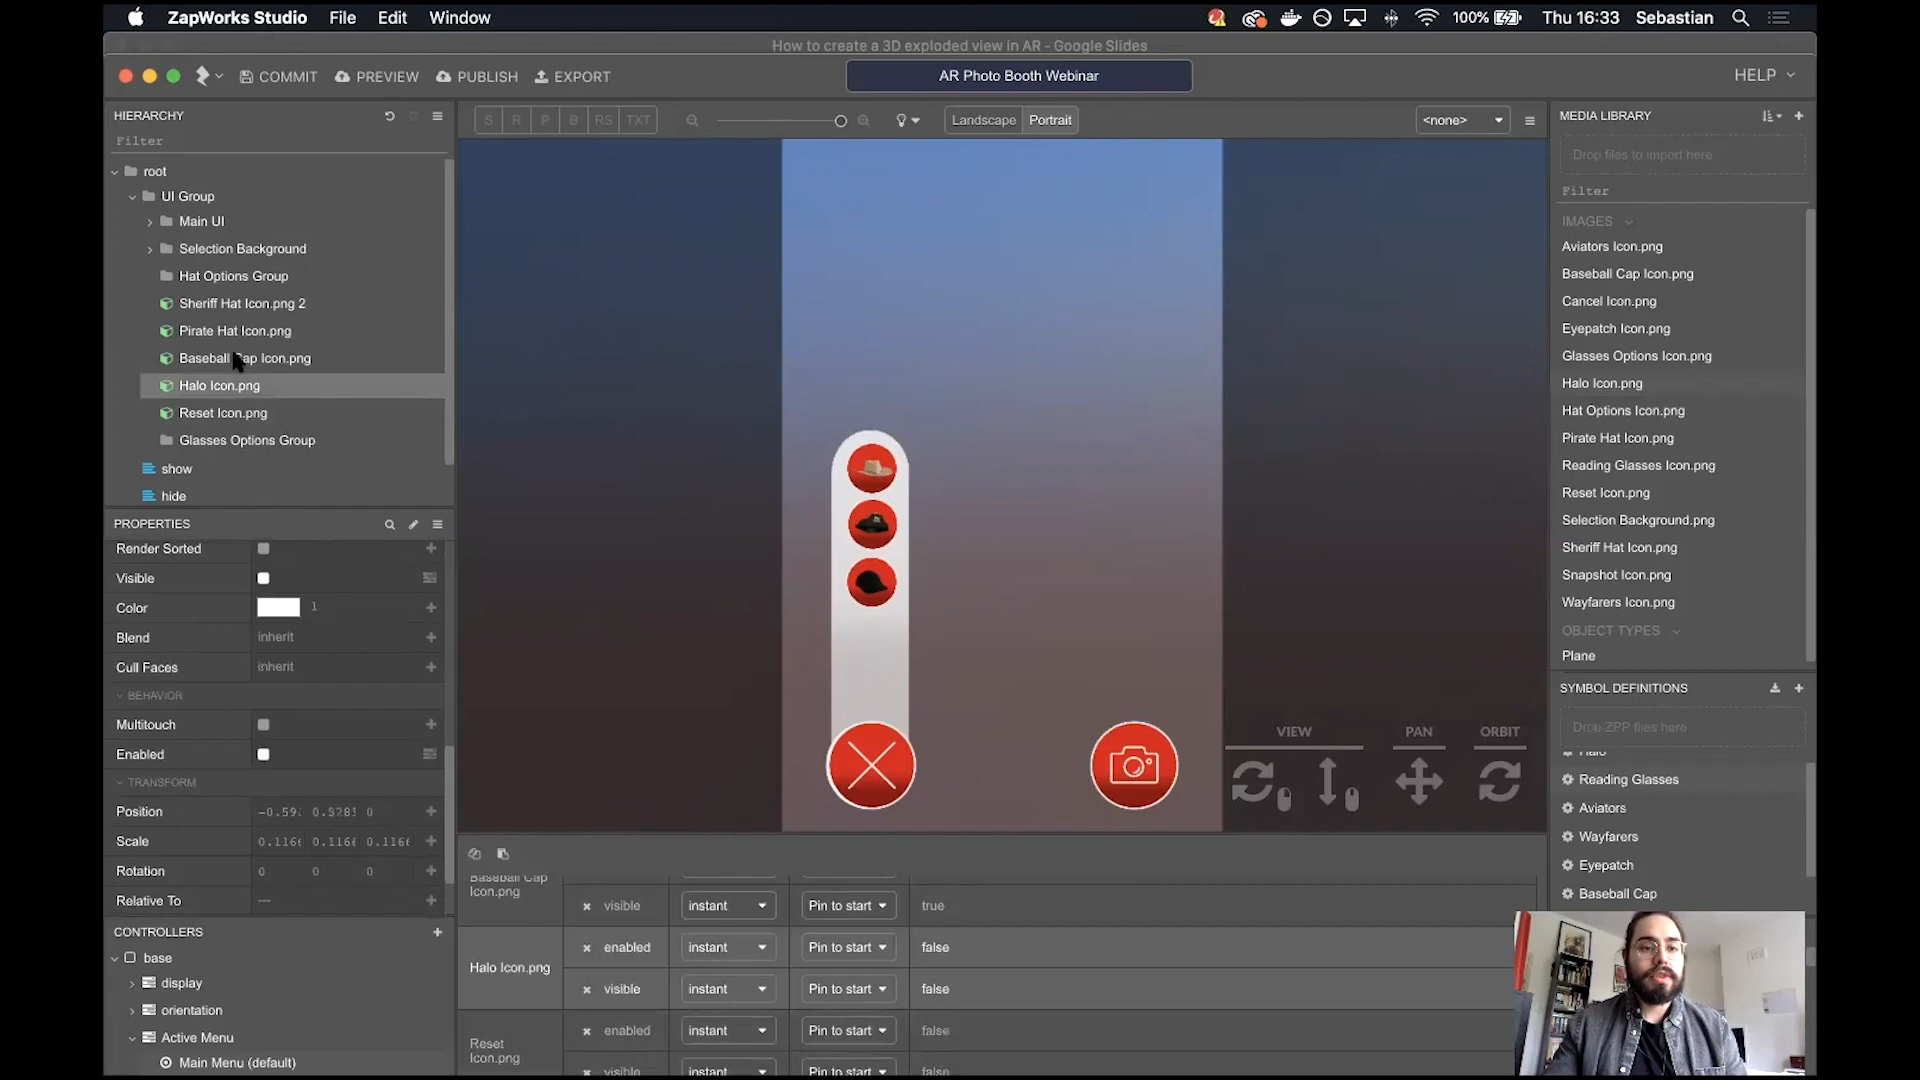 ZapWorks Studio File Edit Window 100% Thu 16:33 Sebastian
How to create a 3D exploded view in AR - Google Slides
COMMIT PREVIEW PUBLISH EXPORT AR Photo Booth Webinar HELP
HIERARCHY
Filter
root
UI Group
Main UI
Selection Background
Hat Options Group
Sheriff Hat Icon.png 2
Pirate Hat Icon.png
Baseball Cap Icon.png
Halo Icon.png
Reset Icon.png
Glasses Options Group
show
hide
PROPERTIES
Render Sorted
Visible
Color 1
Blend inherit
Cull Faces inherit
BEHAVIOR
Multitouch
Enabled
TRANSFORM
Position 0
Scale
Rotation 0 0 0
Relative To —
CONTROLLERS
base
display
orientation
Active Menu
Main Menu (default)
S R P B RS TXT Landscape Portrait <none>
VIEW PAN ORBIT
Baseball Cap
Icon.png
visible instant Pin to start true
Halo Icon.png
enabled instant Pin to start false
visible instant Pin to start false
Reset
Icon.png
enabled instant Pin to start false
visible instant Pin to start false
MEDIA LIBRARY
Drop files to import here
Filter
IMAGES
Aviators Icon.png
Baseball Cap Icon.png
Cancel Icon.png
Eyepatch Icon.png
Glasses Options Icon.png
Halo Icon.png
Hat Options Icon.png
Pirate Hat Icon.png
Reading Glasses Icon.png
Reset Icon.png
Selection Background.png
Sheriff Hat Icon.png
Snapshot Icon.png
Wayfarers Icon.png
OBJECT TYPES
Plane
SYMBOL DEFINITIONS
Drop ZPP files here
Halo
Reading Glasses
Aviators
Wayfarers
Eyepatch
Baseball Cap